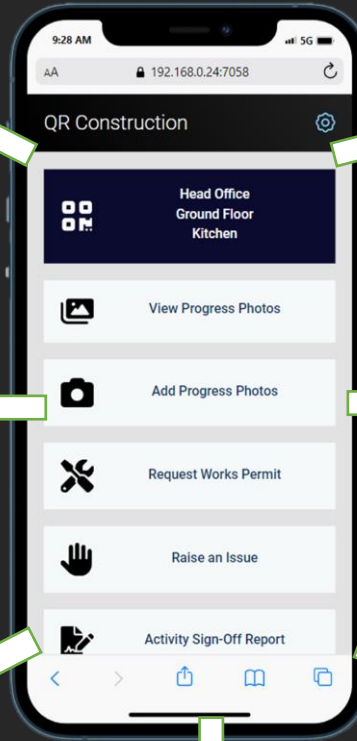 9:28 AM
5G
AA
192.168.0.24:7058
QR Construction
Head Office
Ground Floor
Kitchen
View Progress Photos
Add Progress Photos
Request Works Permit
Raise an Issue
Activity Sign-Off Report